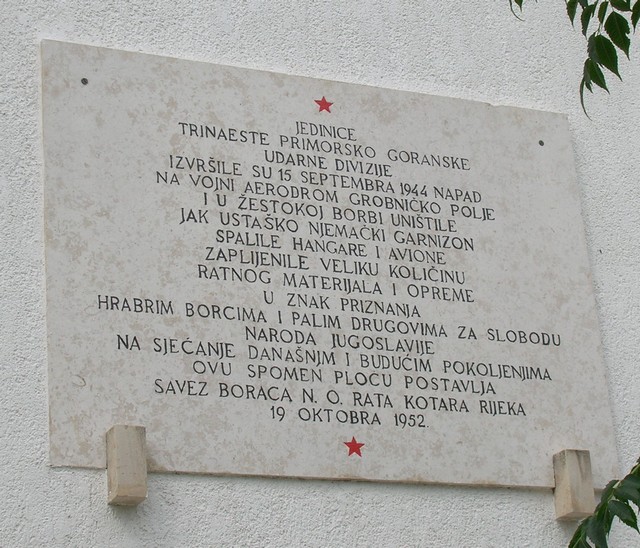 JEDINICE
TRINAESTE PRIMORSKO GORANSKE
UDARNE DIVIZIJE
IZVRŠILE SU 15 SEPTEMBRA 1944 NAPAD
NA VOJNI AERODROM GROBNIČKO POLJE
I U ŽESTOKOJ BORBI UNIŠTILE
JAK USTAŠKO NJEMAČKI GARNIZON
SPALILE HANGARE I AVIONE
ZAPLIJENILE VELIKU KOLIČINU
RATNOG MATERIJALA I OPREME
U ZNAK PRIZNANJA
HRABRIM BORCIMA I PALIM DRUGOVIMA ZA SLOBODU
NARODA JUGOSLAVIJE
NA SJEĆANJE DANAŠNJM I BUDUĆIM POKOLJENJIMA
OVU SPOMEN PLOCU POSTAVLJA
SAVEZ BORACA N. O. RATA KOTARA RIJEKA
19 OKTOBRA 1952.